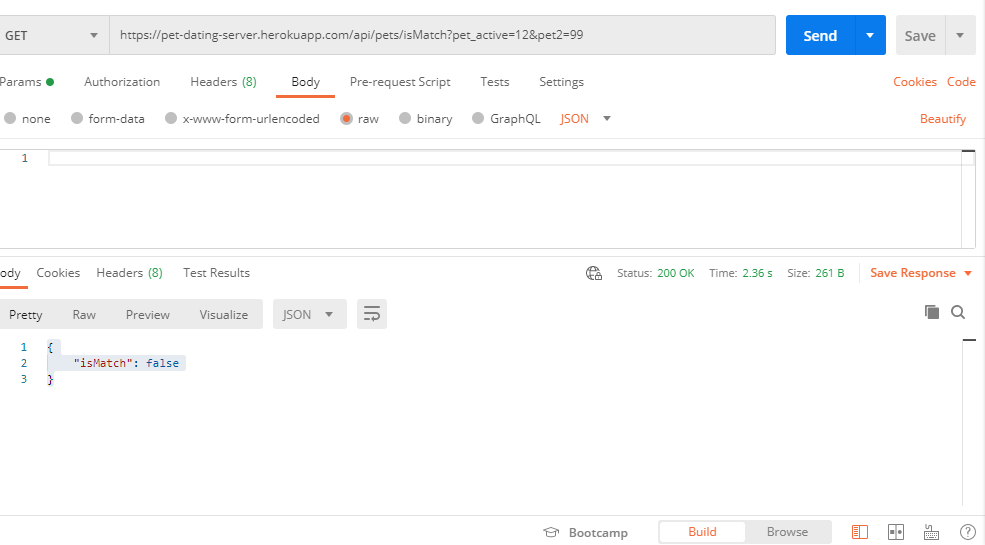 GET https://pet-dating-server.herokuapp.com/api/pets/isMatch?pet_active=12&pet2=99 Send Save
Params Authorization Headers (8) Body Pre-request Script Tests Settings Cookies Code
none form-data x-www-form-urlencoded raw binary GraphQL JSON Beautify
1
ody Cookies Headers (8) Test Results Status: 200 OK Time: 2.36 s Size: 261 B Save Response
Pretty Raw Preview Visualize JSON
1 {
2 "isMatch": false
3 }
Bootcamp Build Browse ?